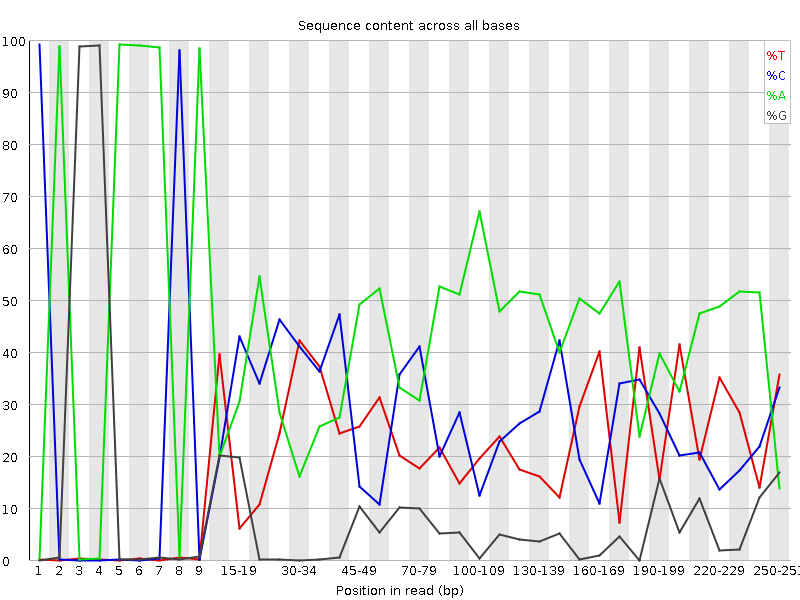 Sequence content across all bases
100
90
80
70
60
50
40
30
20
10
0
%T
%C
%A
%G
1 2 3 4 5 6 7 8 9 15-19 30-34 45-49 70-79 100-109 130-139 160-169 190-199 220-229 250-251
Position in read (bp)